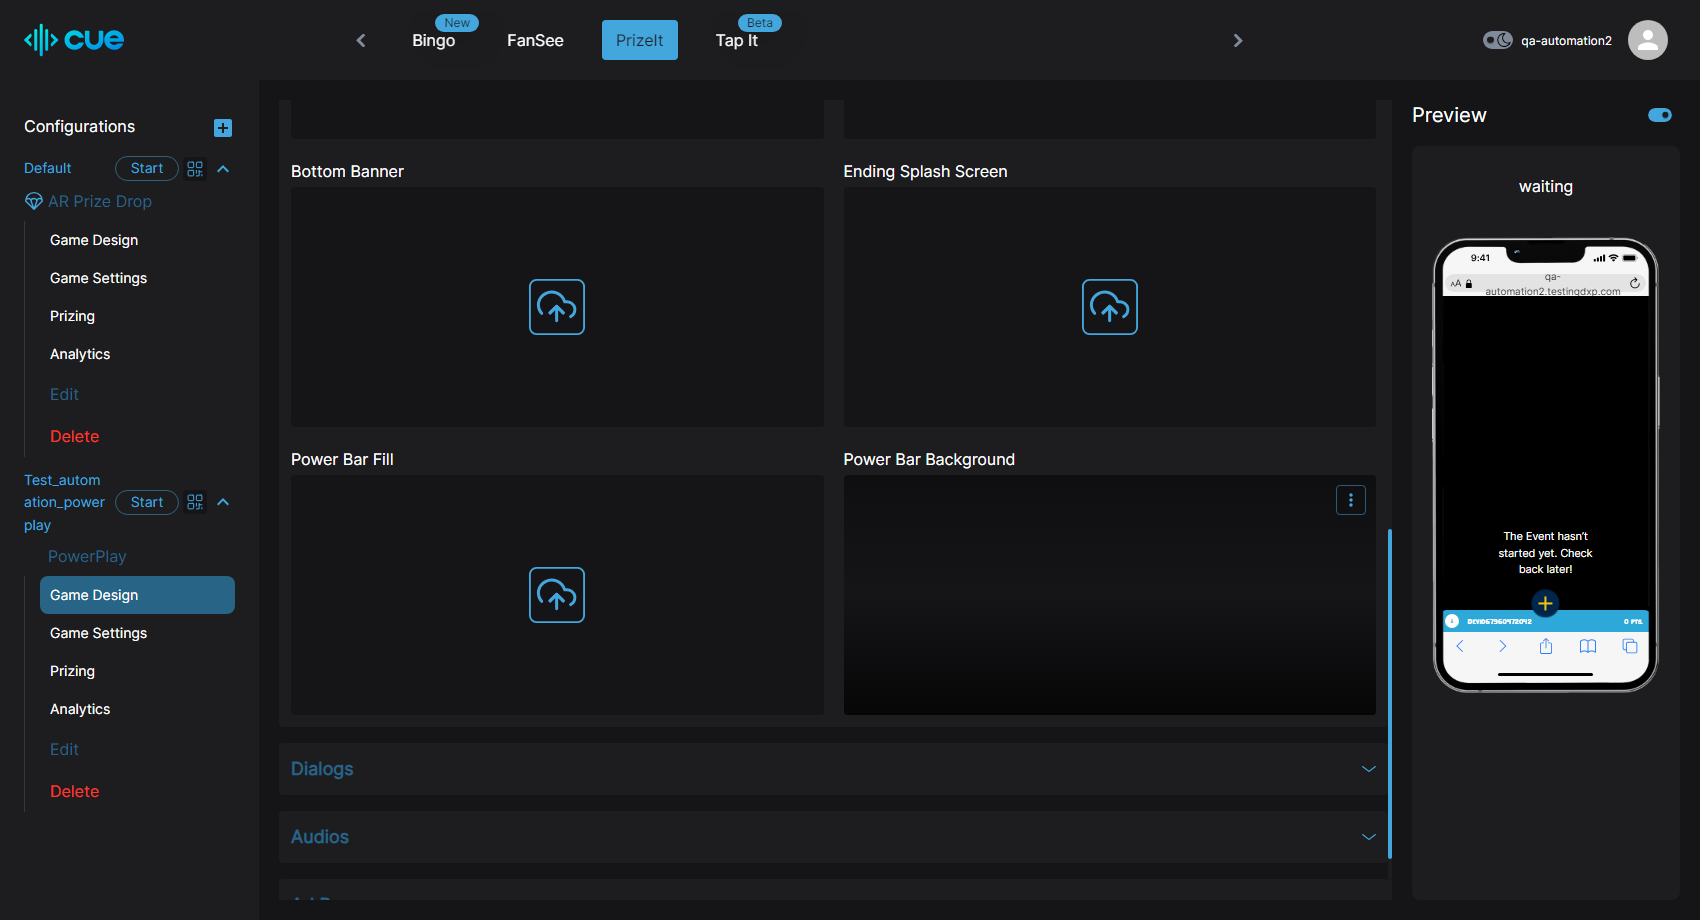 cue
New
Bingo
FanSee
PrizeIt
Beta
Tap It
qa-automation2
Configurations
Default
Start
AR Prize Drop
Game Design
Game Settings
Prizing
Analytics
Edit
Delete
Test_autom
ation_power
play
Start
PowerPlay
Game Design
Game Settings
Prizing
Analytics
Edit
Delete
Bottom Banner
Ending Splash Screen
Power Bar Fill
Power Bar Background
Dialogs
Audios
Preview
waiting
9:41
AA
qa-
automation2.testingdxp.com
The Event hasn't
started yet. Check
back later!
0 PTS.